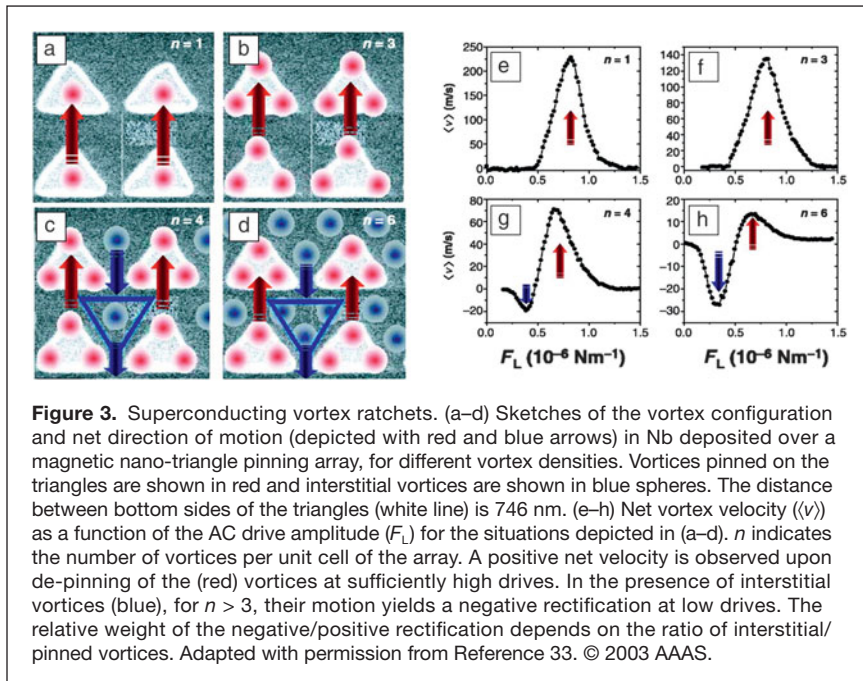 a
n = 1
b
n = 3
c
n = 4
d
n = 6
e
n = 1
250
200
150
100
50
0
⟨v⟩ (m/s)
0.0 0.5 1.0 1.5
f
n = 3
140
120
100
80
60
40
20
0
0.0 0.5 1.0 1.5
g
n = 4
80
60
40
20
0
−20
⟨v⟩ (m/s)
0.0 0.5 1.0 1.5
F_L (10⁻⁶ Nm⁻¹)
h
n = 6
20
10
0
−10
−20
−30
0.0 0.5 1.0 1.5
F_L (10⁻⁶ Nm⁻¹)
Figure 3. Superconducting vortex ratchets. (a–d) Sketches of the vortex configuration
and net direction of motion (depicted with red and blue arrows) in Nb deposited over a
magnetic nano-triangle pinning array, for different vortex densities. Vortices pinned on the
triangles are shown in red and interstitial vortices are shown in blue spheres. The distance
between bottom sides of the triangles (white line) is 746 nm. (e–h) Net vortex velocity (⟨v⟩)
as a function of the AC drive amplitude (F_L) for the situations depicted in (a–d). n indicates
the number of vortices per unit cell of the array. A positive net velocity is observed upon
de-pinning of the (red) vortices at sufficiently high drives. In the presence of interstitial
vortices (blue), for n > 3, their motion yields a negative rectification at low drives. The
relative weight of the negative/positive rectification depends on the ratio of interstitial/
pinned vortices. Adapted with permission from Reference 33. © 2003 AAAS.